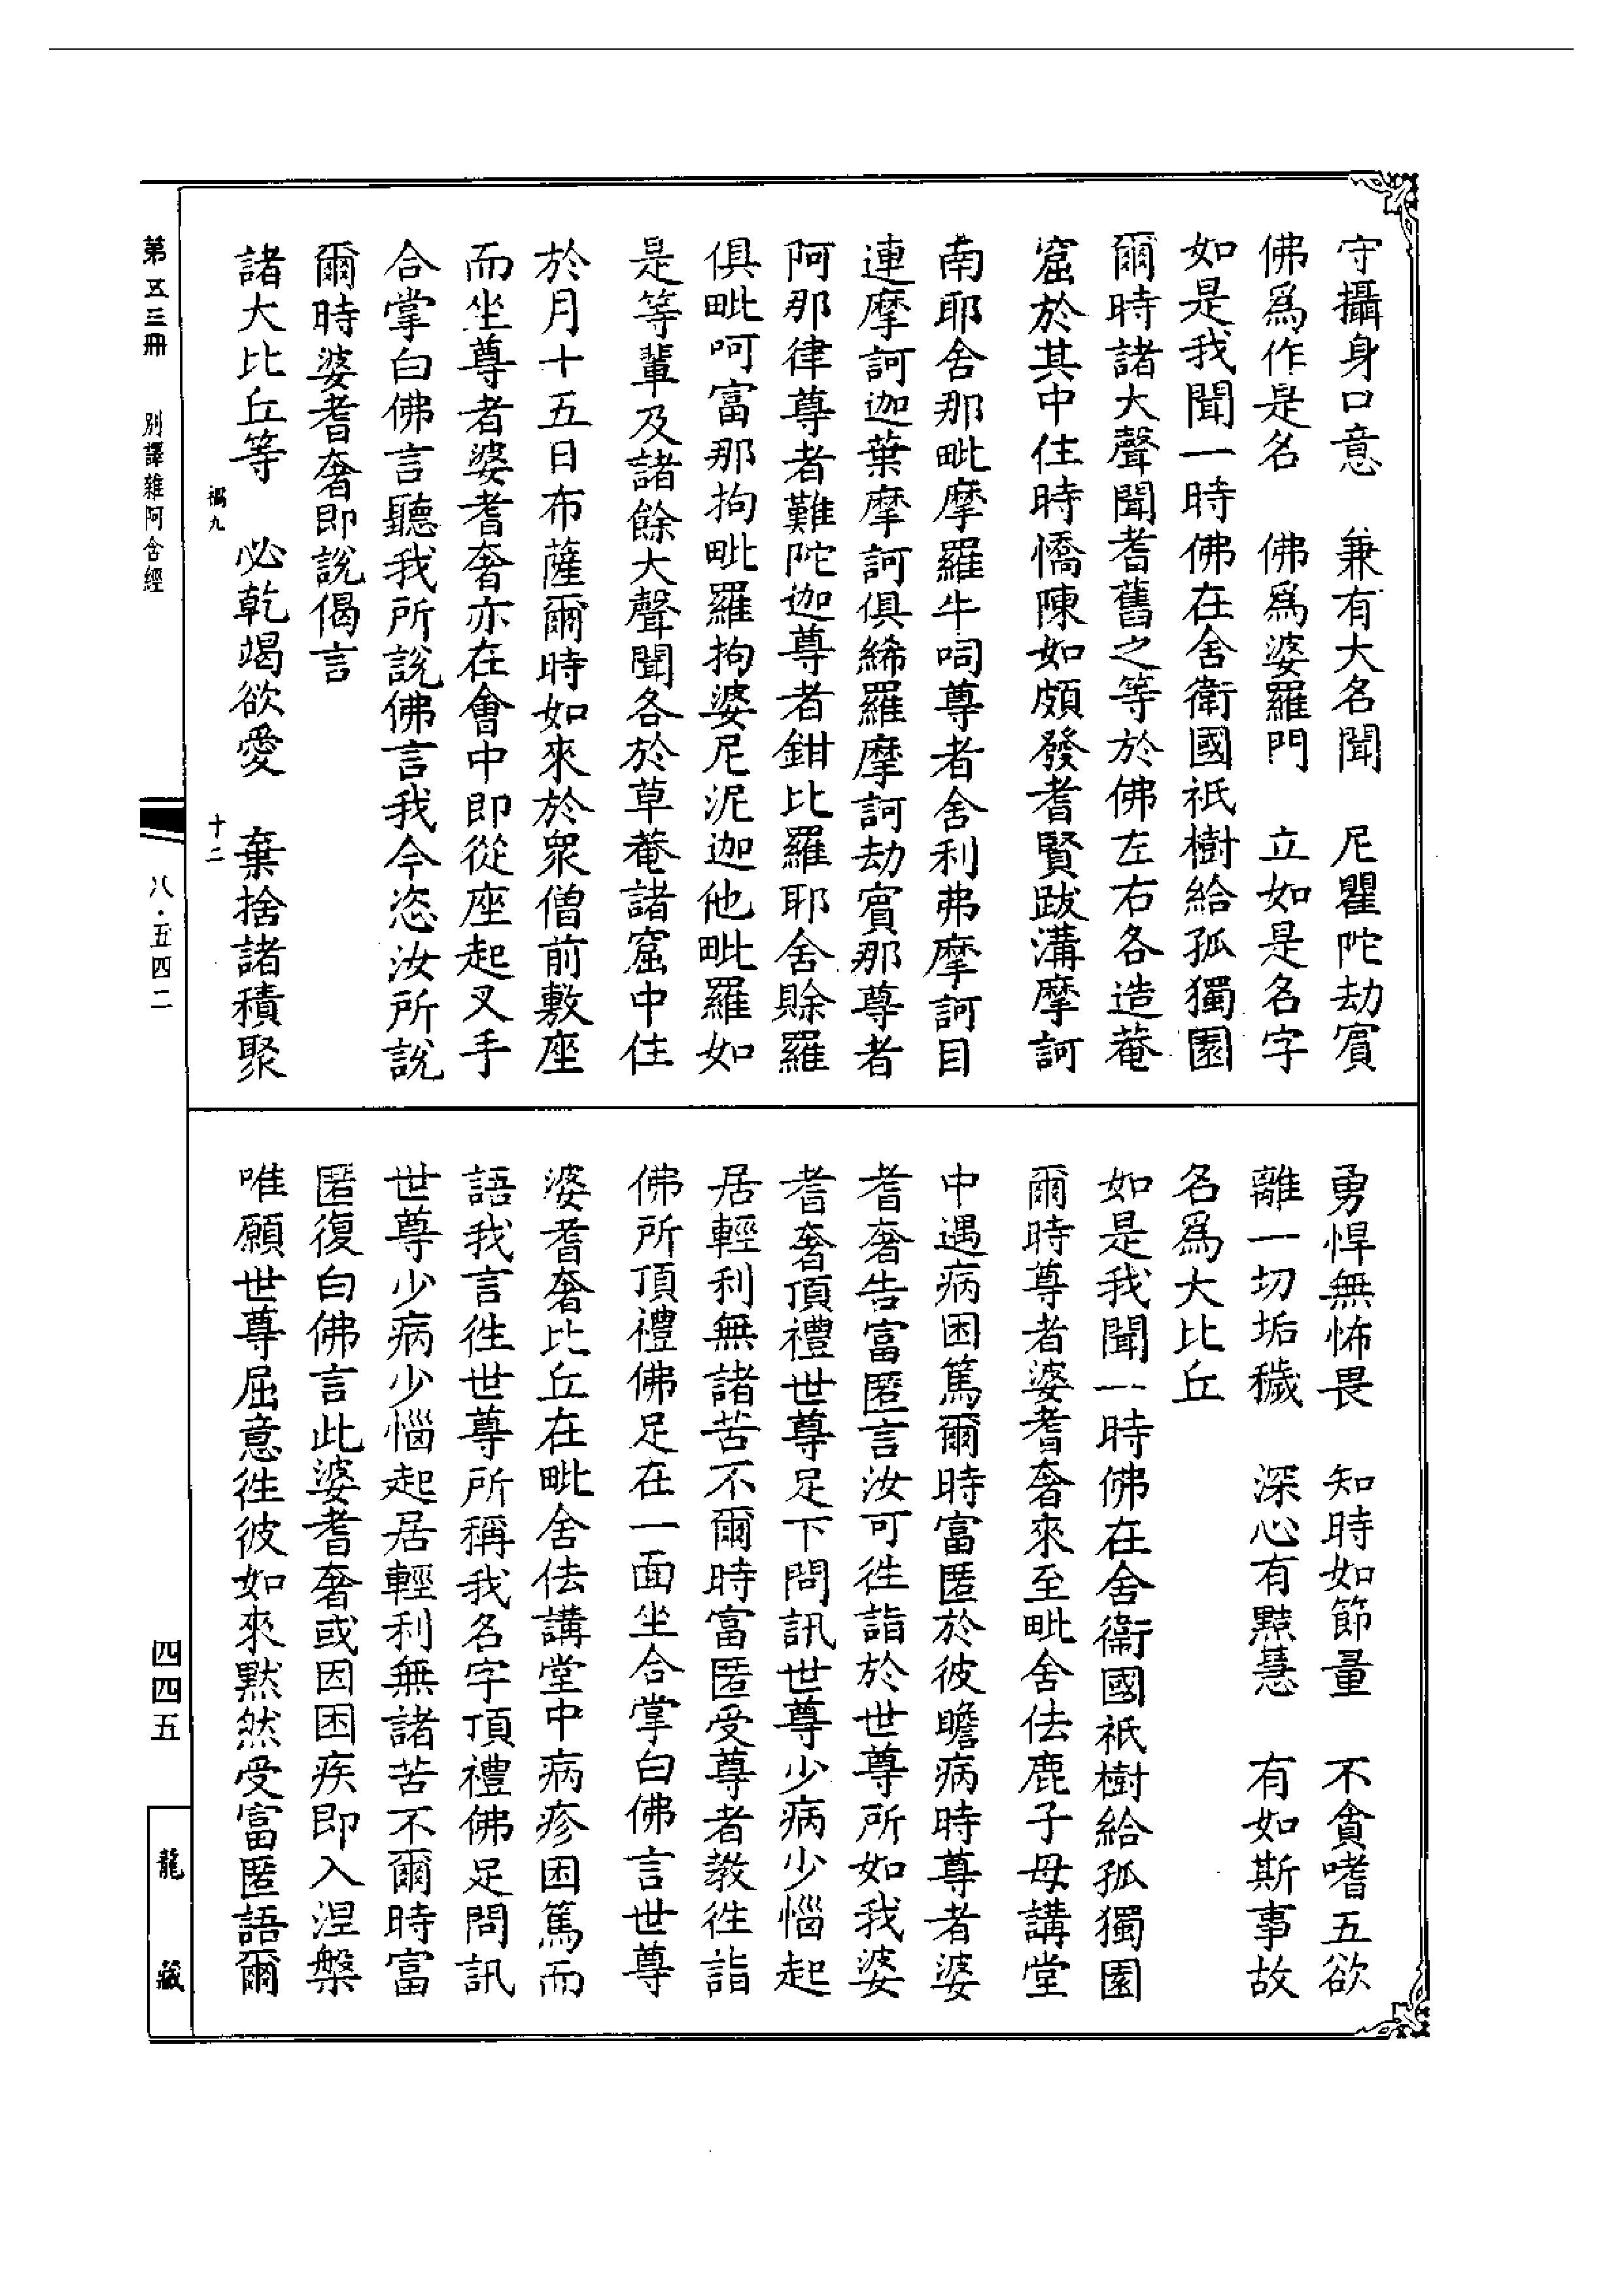 守攝身口意　兼有大名聞　尼瞿陀劫賔
佛爲作是名　佛爲婆羅門　立如是名字
如是我聞一時佛在舍衛國祇樹給孤獨園
爾時諸大聲聞耆舊之等於佛左右各造菴
窟於其中住時憍陳如頗發耆賢跋溝摩訶
南耶舍那毗摩羅牛呞尊者舍利弗摩訶目
連摩訶迦葉摩訶俱絺羅摩訶劫賔那尊者
阿那律尊者難陀迦尊者鉗比羅耶舍賖羅
俱毗呵富那拘毗羅拘婆尼泥迦他毗羅如
是等輩及諸餘大聲聞各於草菴諸窟中住
於月十五日布薩爾時如來於衆僧前敷座
而坐尊者婆耆奢亦在會中即從座起叉手
合掌白佛言聽我所說佛言我今恣汝所說
爾時婆耆奢即說偈言
諸大比丘等　必乾竭欲愛　棄捨諸積聚
勇悍無怖畏　知時如節量　不貪嗜五欲
離一切垢穢　深心有黠慧　有如斯事故
名爲大比丘
如是我聞一時佛在舍衞國祇樹給孤獨園
爾時尊者婆耆奢來至毗舍佉鹿子母講堂
中遇病困篤爾時富匿於彼瞻病時尊者婆
耆奢告富匿言汝可徃詣於世尊所如我婆
耆奢頂禮世尊足下問訊世尊少病少惱起
居輕利無諸苦不爾時富匿受尊者教徃詣
佛所頂禮佛足在一面坐合掌白佛言世尊
婆耆奢比丘在毗舍佉講堂中病疹困篤而
語我言徃世尊所稱我名字頂禮佛足問訊
世尊少病少惱起居輕利無諸苦不爾時富
匿復白佛言此婆耆奢或因困疾即入涅槃
唯願世尊屈意徃彼如來默然受富匿語爾
禍九
十二
第五三冊　別譯雜阿含經
八・五四二
四四五
龍藏